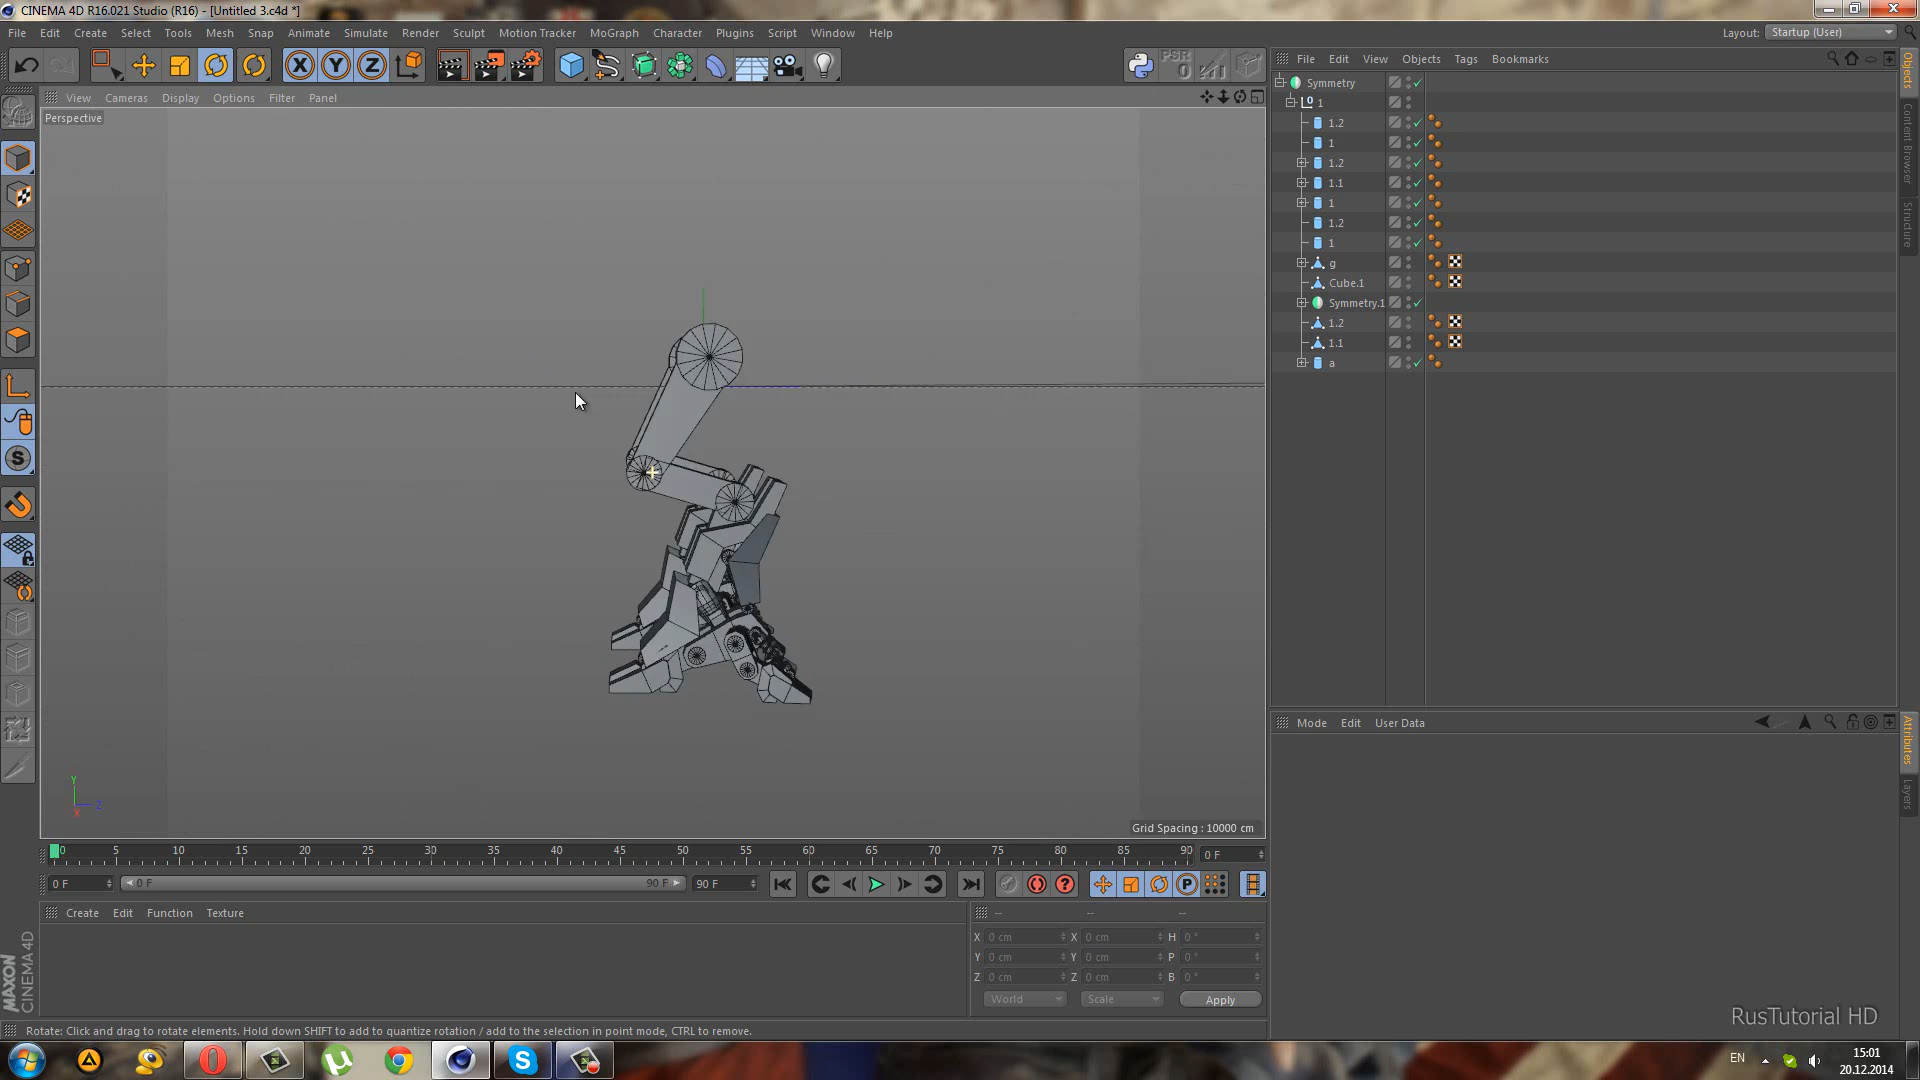 CINEMA 4D R16.021 Studio (R16) - [Untitled 3.c4d *]
File Edit Create Select Tools Mesh Snap Animate Simulate Render Sculpt Motion Tracker MoGraph Character Plugins Script Window Help
Layout: Startup (User)
X Y Z
PSR
0
File Edit View Objects Tags Bookmarks
View Cameras Display Options Filter Panel
Perspective
Symmetry
1
1.2
1
1.2
1.1
1
1.2
1
g
Cube.1
Symmetry.1
1.2
1.1
a
Objects
Content Browser
Structure
Mode Edit User Data
Attributes
Layers
Y
Z
X
Grid Spacing : 10000 cm
0 5 10 15 20 25 30 35 40 45 50 55 60 65 70 75 80 85 90
0 F
0 F 0 F 90 F 90 F
Create Edit Function Texture
-- -- --
X 0 cm X 0 cm H 0 °
Y 0 cm Y 0 cm P 0 °
Z 0 cm Z 0 cm B 0 °
World Scale Apply
MAXON
CINEMA 4D
Rotate: Click and drag to rotate elements. Hold down SHIFT to add to quantize rotation / add to the selection in point mode, CTRL to remove.
RusTutorial HD
EN
15:01
20.12.2014